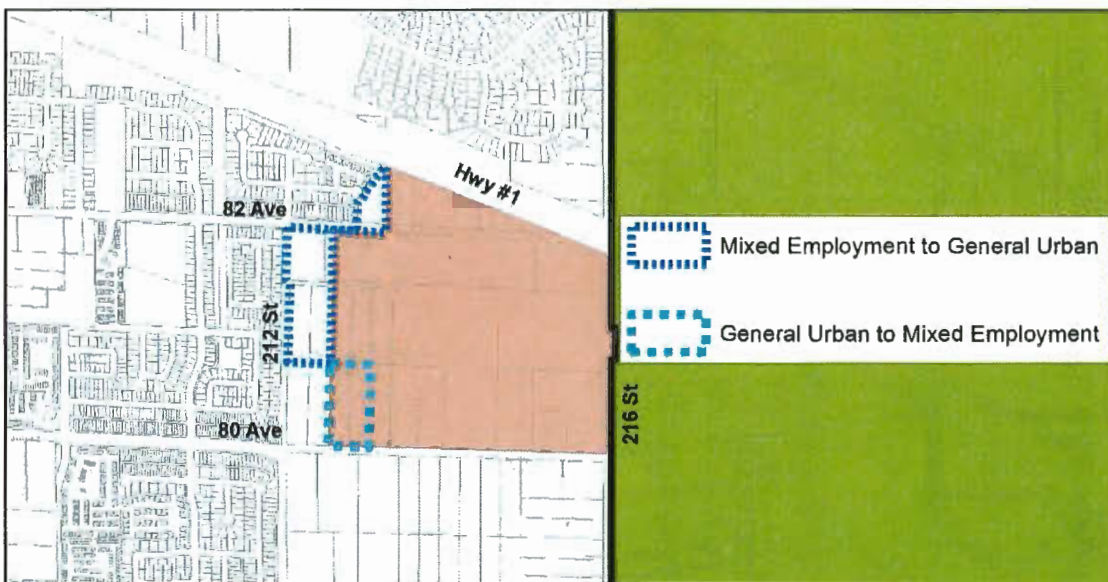 Hwy #1
82 Ave
Mixed Employment to General Urban
212 St
General Urban to Mixed Employment
216 St
80 Ave